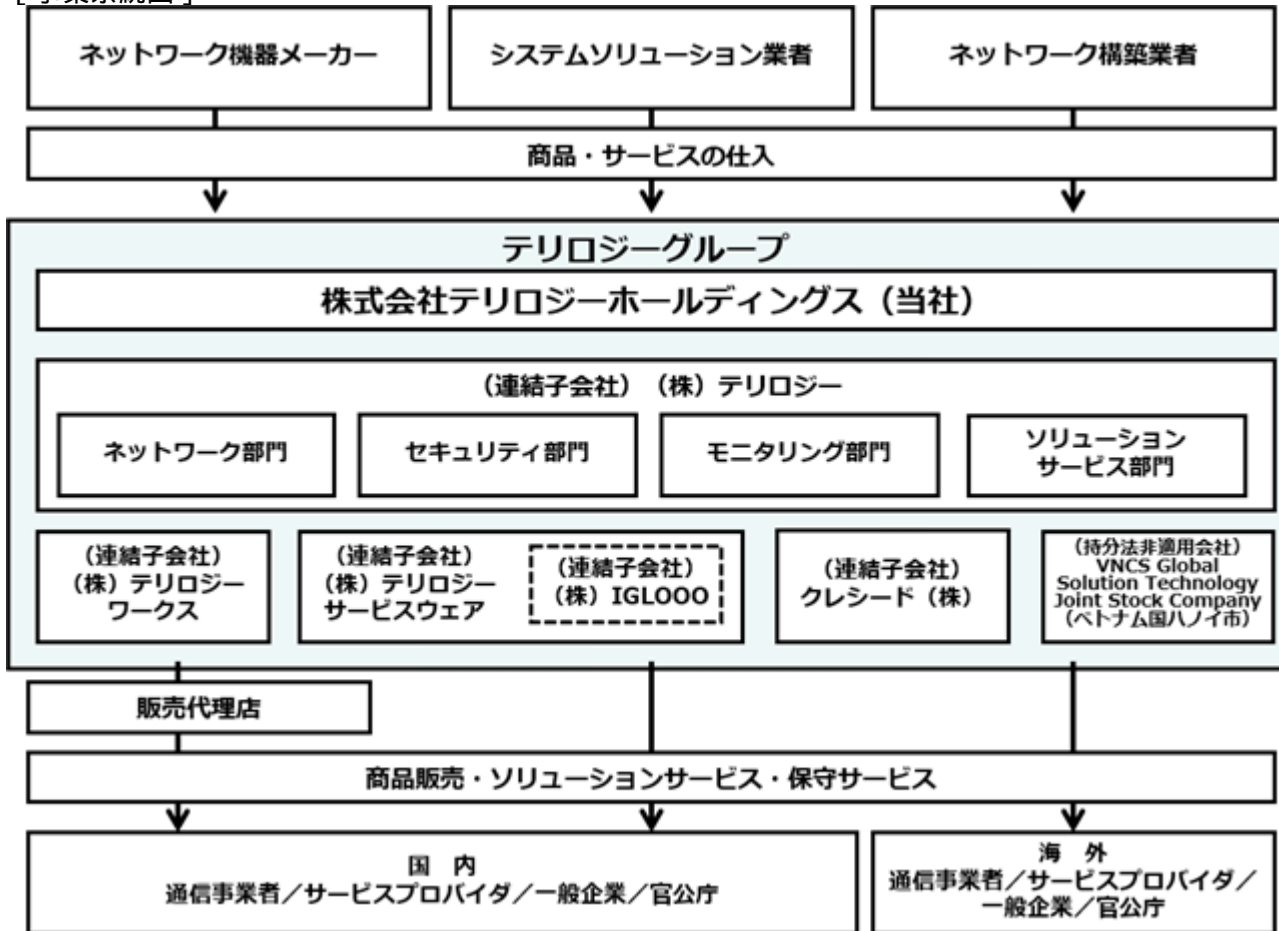 [事業系統図]
ネットワーク機器メーカー
システムソリューション業者
ネットワーク構築業者
商品・サービスの仕入
テリロジーグループ
株式会社テリロジーホールディングス（当社）
（連結子会社）（株）テリロジー
ネットワーク部門
セキュリティ部門
モニタリング部門
ソリューション
サービス部門
（連結子会社）
（株）テリロジー
ワークス
（連結子会社）
（株）テリロジー
サービスウェア
（連結子会社）
（株）IGLOOO
（連結子会社）
クレシード（株）
（持分法非適用会社）
VNCS Global
Solution Technology
Joint Stock Company
（ベトナム国ハノイ市）
販売代理店
商品販売・ソリューションサービス・保守サービス
国　内
通信事業者／サービスプロバイダ／一般企業／官公庁
海　外
通信事業者／サービスプロバイダ／
一般企業／官公庁